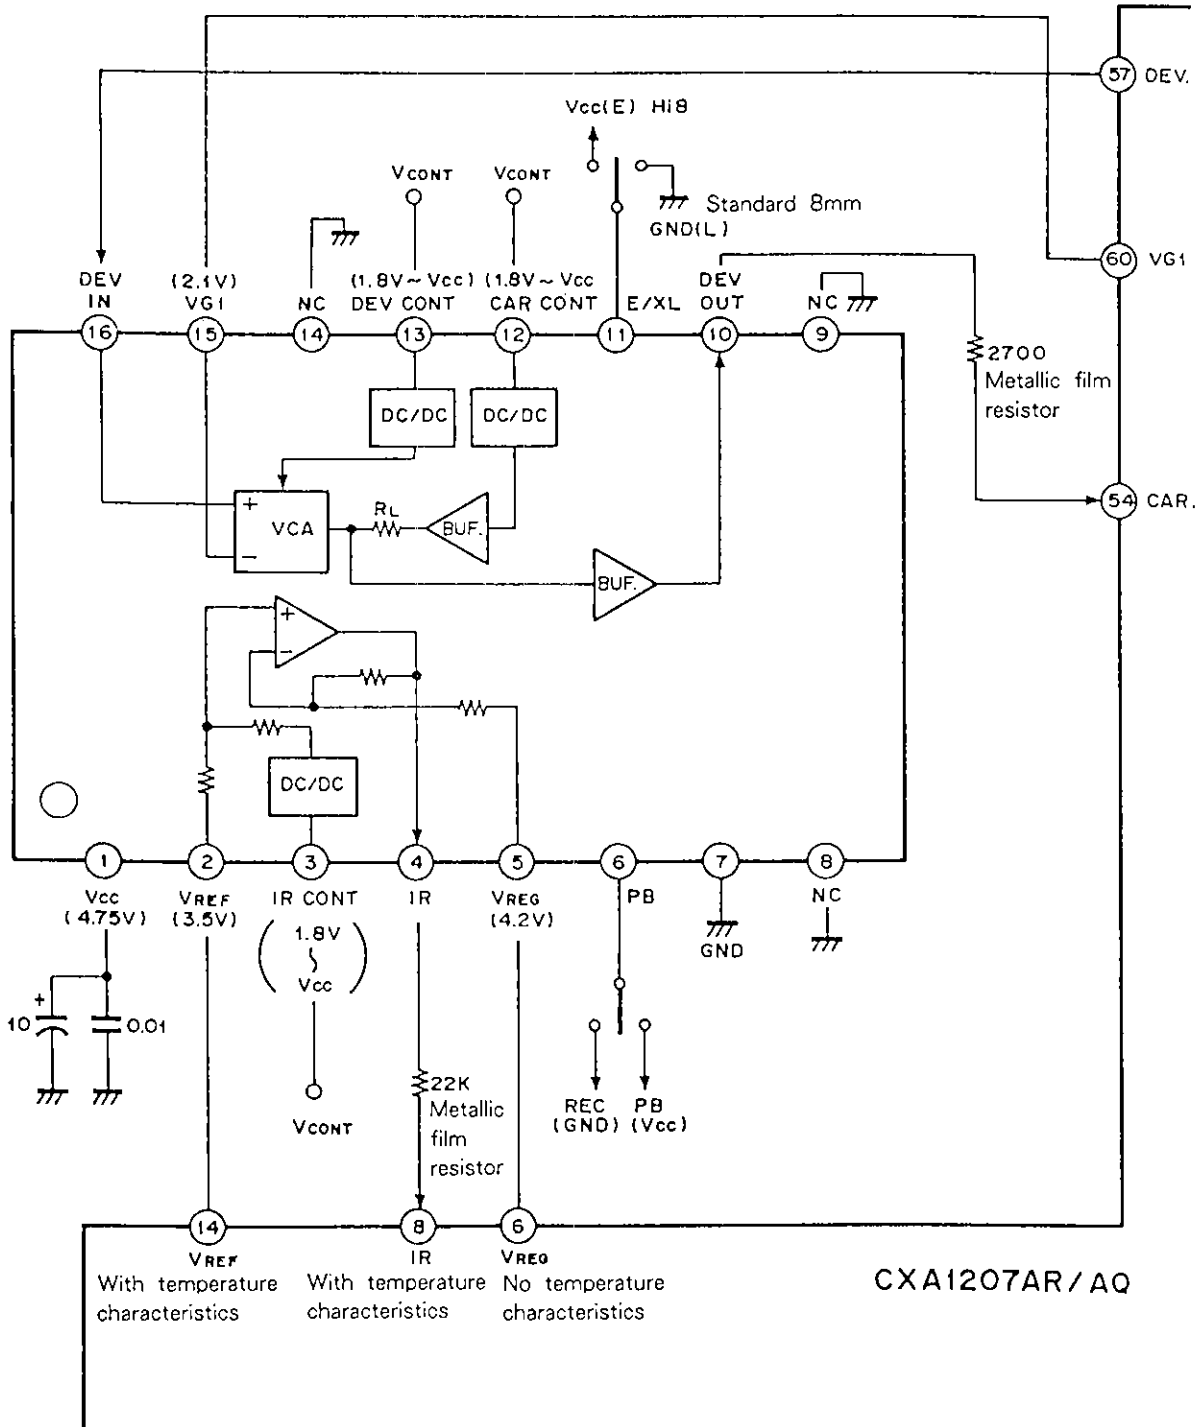 57 DEV.
Vcc(E) Hi8
VCONT VCONT
Standard 8mm
GND(L)
60 VG1
DEV IN
(2.1V) VG1
NC
(1.8V~Vcc) DEV CONT
(1.8V~Vcc CAR CONT
E/XL
DEV OUT
NC
16 15 14 13 12 11 10 9
2700
Metallic film
resistor
DC/DC DC/DC
54 CAR.
+
VCA
-
RL
BUF.
BUF.
+
-
DC/DC
1 2 3 4 5 6 7 8
Vcc
(4.75V)
VREF
(3.5V)
IR CONT
1.8V
Vcc
IR
VREG
(4.2V)
PB
GND
NC
+
10
0.01
VCONT
22K
Metallic
film
resistor
REC
(GND)
PB
(Vcc)
14 8 6
VREF
With temperature
characteristics
IR
With temperature
characteristics
VREG
No temperature
characteristics
CXA1207AR/AQ